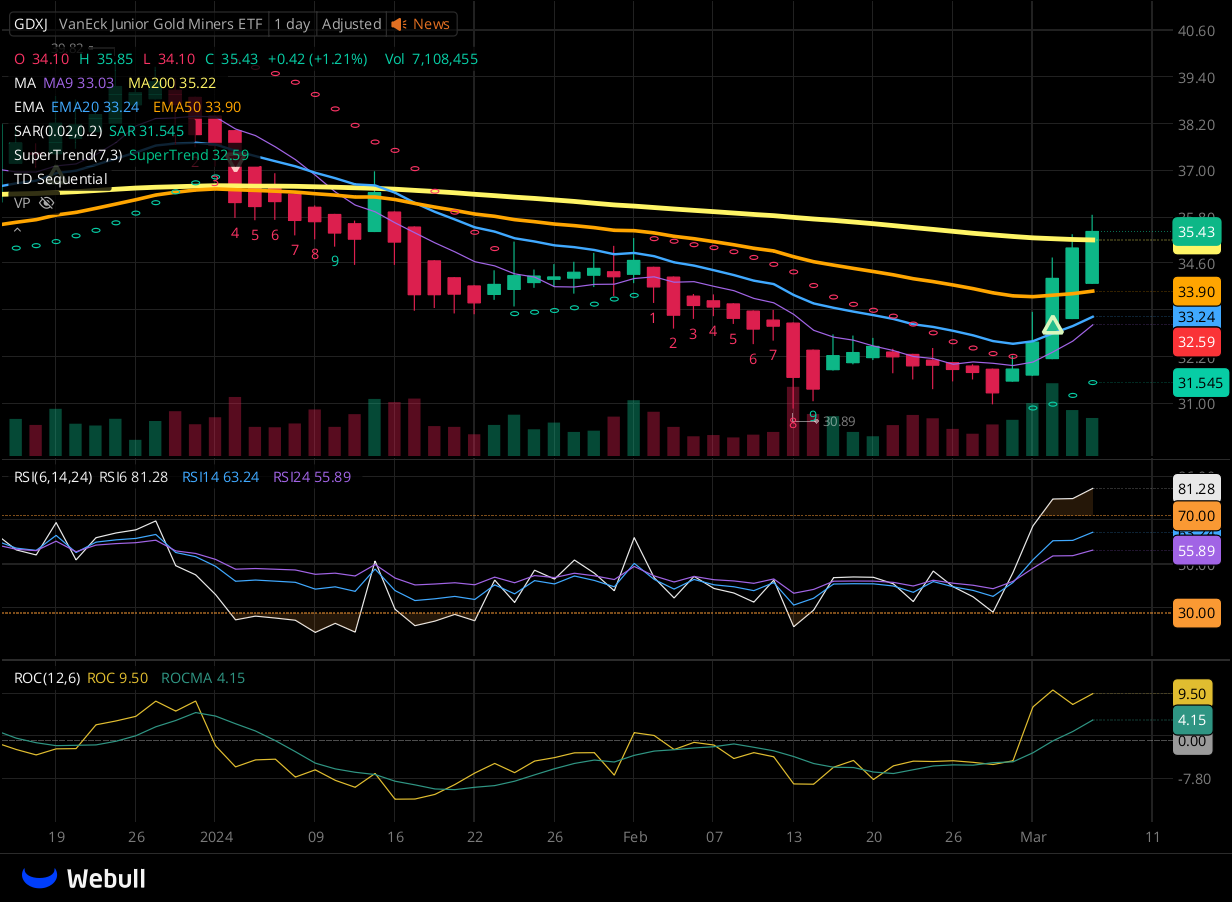 GDXJ VanEck Junior Gold Miners ETF 1 day Adjusted News
40.60
O 34.10 H 35.85 L 34.10 C 35.43 +0.42 (+1.21%) Vol 7,108,455
39.40
MA MA9 33.03 MA200 35.22
EMA EMA20 33.24 EMA50 33.90
38.20
SAR(0.02,0.2) SAR 31.545
SuperTrend(7,3) SuperTrend 32.59
37.00
TD Sequential
VP
35.43
4 5 6 7 8 9
34.60
33.90
33.24
1 2 3 4 5 6 7
32.59
31.545
31.00
8 9
30.89
RSI(6,14,24) RSI6 81.28 RSI14 63.24 RSI24 55.89
81.28
70.00
55.89
30.00
ROC(12,6) ROC 9.50 ROCMA 4.15
9.50
4.15
0.00
-7.80
19 26 2024 09 16 22 26 Feb 07 13 20 26 Mar 11
Webull